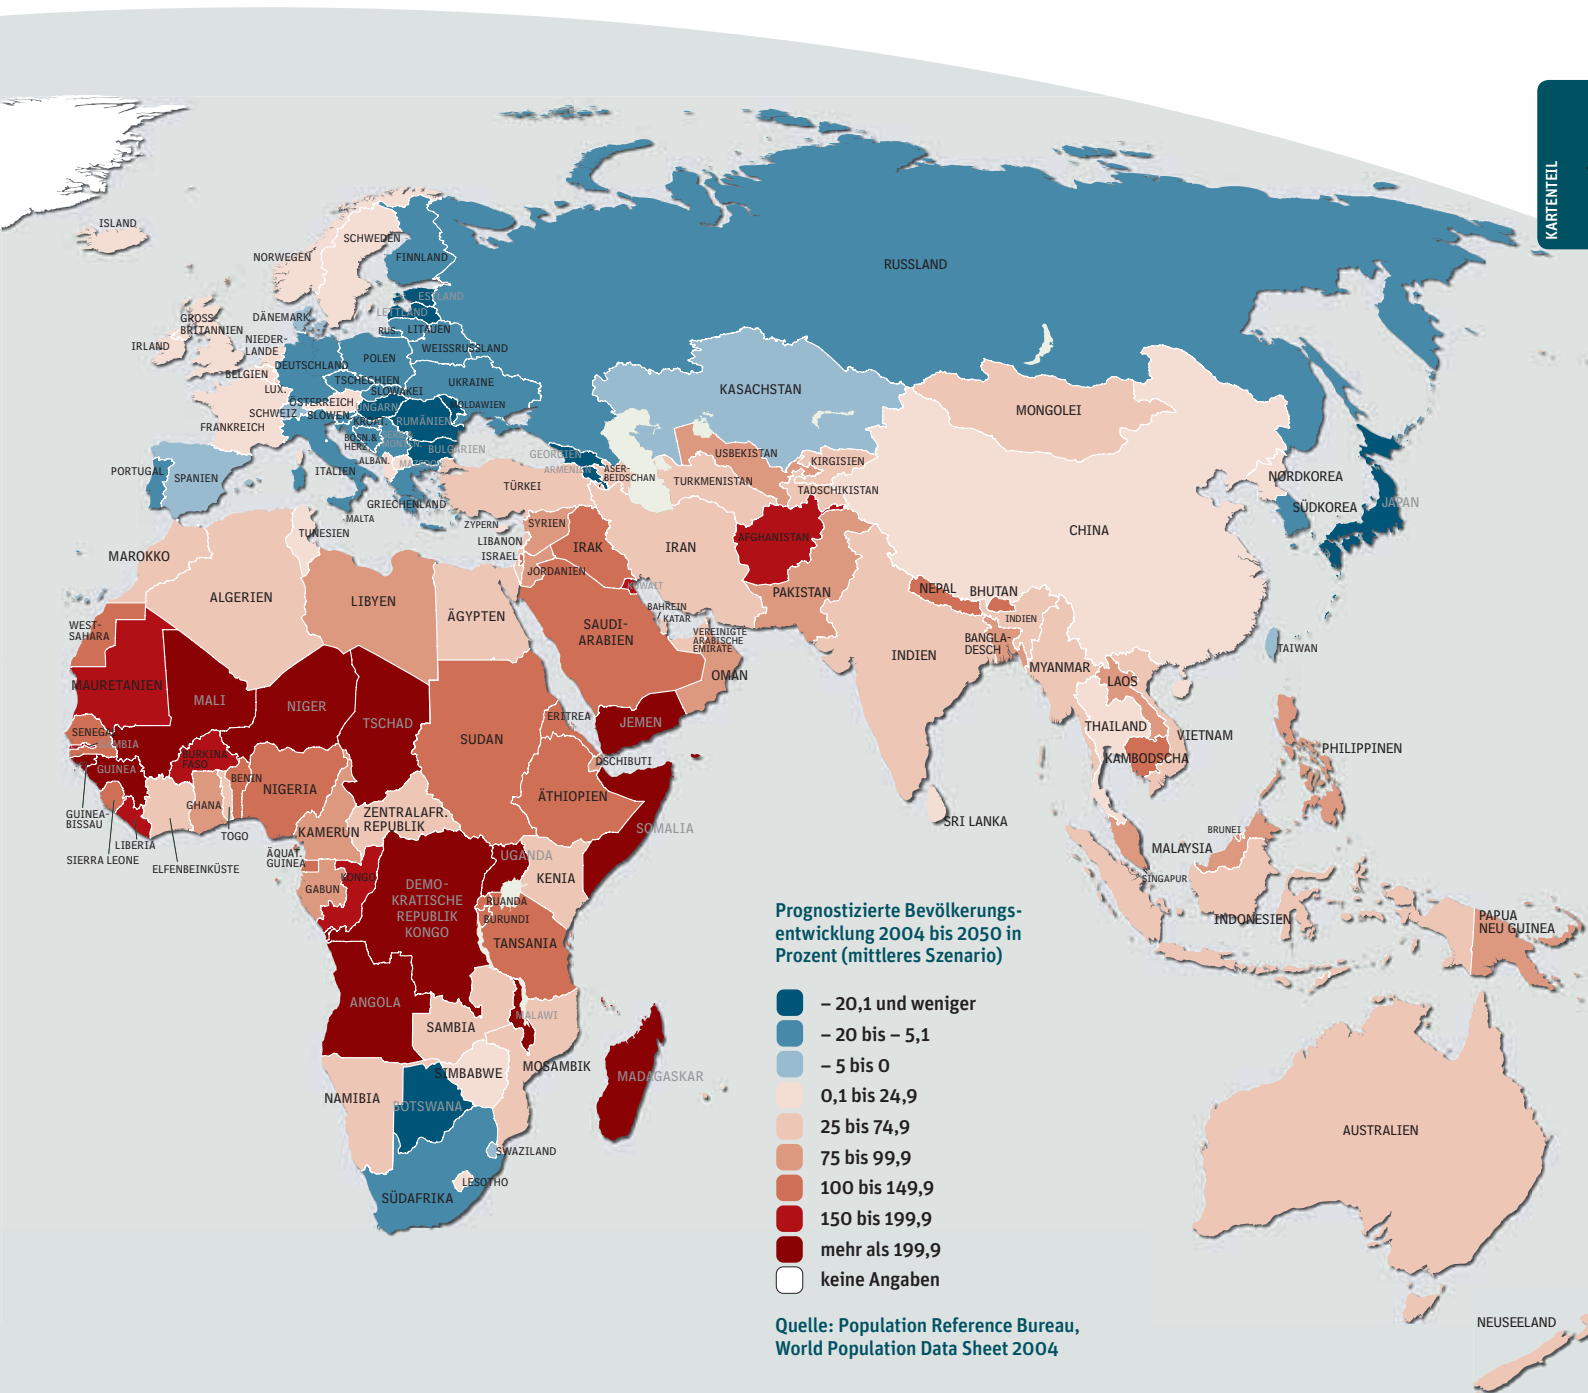 KARTENTEIL
ISLAND
SCHWEDEN
NORWEGEN
FINNLAND
RUSSLAND
ESTLAND
LETTLAND
DÄNEMARK
GROSS-
BRITANNIEN
RUS.
LITAUEN
IRLAND
NIEDER-
LANDE
WEISSRUSSLAND
POLEN
DEUTSCHLAND
BELGIEN
TSCHECHIEN
UKRAINE
LUX.
SLOWAKEI
KASACHSTAN
ÖSTERREICH
UNGARN
MOLDAWIEN
MONGOLEI
SCHWEIZ
SLOWEN.
KROAT.
RUMÄNIEN
FRANKREICH
BOSN.&
HERZ.
SERB.&
MONTEN.
BULGARIEN
GEORGIEN
USBEKISTAN
ALBAN.
MAZED.
KIRGISIEN
PORTUGAL
SPANIEN
ITALIEN
ARMENIEN
ASER-
BEIDSCHAN
NORDKOREA
TÜRKEI
TURKMENISTAN
TADSCHIKISTAN
GRIECHENLAND
SÜDKOREA
JAPAN
MALTA
ZYPERN
SYRIEN
TUNESIEN
CHINA
LIBANON
AFGHANISTAN
MAROKKO
ISRAEL
IRAK
IRAN
JORDANIEN
ALGERIEN
LIBYEN
KUWAIT
PAKISTAN
NEPAL
BHUTAN
ÄGYPTEN
BAHREIN
/ KATAR
INDIEN
WEST-
SAHARA
SAUDI-
ARABIEN
VEREINIGTE
ARABISCHE
EMIRATE
BANGLA-
DESCH
TAIWAN
INDIEN
MYANMAR
OMAN
LAOS
MAURETANIEN
MALI
NIGER
TSCHAD
ERITREA
JEMEN
THAILAND
VIETNAM
SENEGAL
GAMBIA
SUDAN
PHILIPPINEN
BURKINA
FASO
DSCHIBUTI
KAMBODSCHA
GUINEA
BENIN
NIGERIA
ÄTHIOPIEN
GHANA
GUINEA-
BISSAU
ZENTRALAFR.
REPUBLIK
SRI LANKA
KAMERUN
SOMALIA
BRUNEI
TOGO
LIBERIA
SIERRA LEONE
ELFENBEINKÜSTE
ÄQUAT.
GUINEA
UGANDA
MALAYSIA
KENIA
SINGAPUR
GABUN
KONGO
DEMO-
KRATISCHE
REPUBLIK
KONGO
RUANDA
BURUNDI
INDONESIEN
PAPUA
NEU GUINEA
TANSANIA
ANGOLA
MALAWI
SAMBIA
MOSAMBIK
SIMBABWE
MADAGASKAR
NAMIBIA
BOTSWANA
SWAZILAND
LESOTHO
SÜDAFRIKA
AUSTRALIEN
NEUSEELAND
Prognostizierte Bevölkerungs-
entwicklung 2004 bis 2050 in
Prozent (mittleres Szenario)
– 20,1 und weniger
– 20 bis – 5,1
– 5 bis 0
0,1 bis 24,9
25 bis 74,9
75 bis 99,9
100 bis 149,9
150 bis 199,9
mehr als 199,9
keine Angaben
Quelle: Population Reference Bureau,
World Population Data Sheet 2004